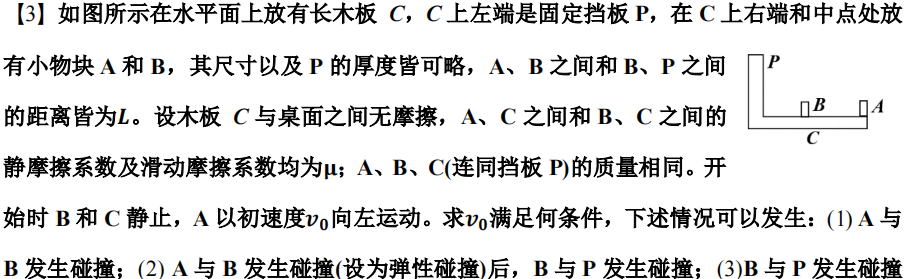 【3】如图所示在水平面上放有长木板 C，C 上左端是固定挡板 P，在 C 上右端和中点处放
有小物块 A 和 B，其尺寸以及 P 的厚度皆可略，A、B 之间和 B、P 之间
的距离皆为L。设木板 C 与桌面之间无摩擦，A、C 之间和 B、C 之间的
静摩擦系数及滑动摩擦系数均为μ；A、B、C(连同挡板 P)的质量相同。开
始时 B 和 C 静止，A 以初速度v₀向左运动。求v₀满足何条件，下述情况可以发生：(1) A 与
B 发生碰撞；(2) A 与 B 发生碰撞(设为弹性碰撞)后，B 与 P 发生碰撞；(3)B 与 P 发生碰撞
P
B
A
C